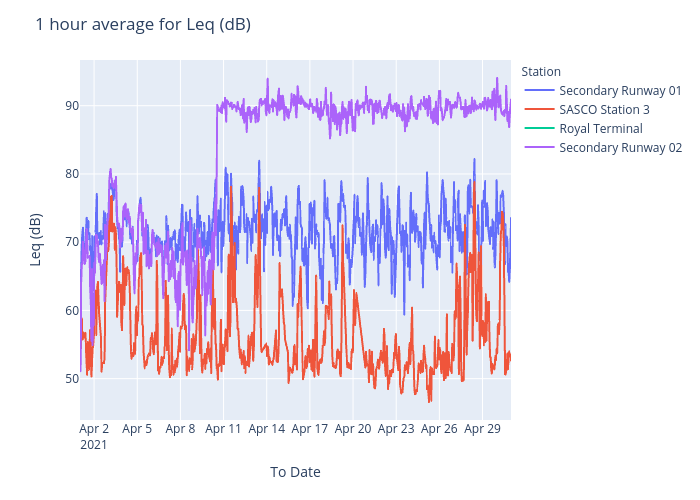 1 hour average for Leq (dB)
Station
Secondary Runway 01
SASCO Station 3
Royal Terminal
Secondary Runway 02
Leq (dB)
90
80
70
60
50
Apr 2 Apr 5 Apr 8 Apr 11 Apr 14 Apr 17 Apr 20 Apr 23 Apr 26 Apr 29
2021
To Date